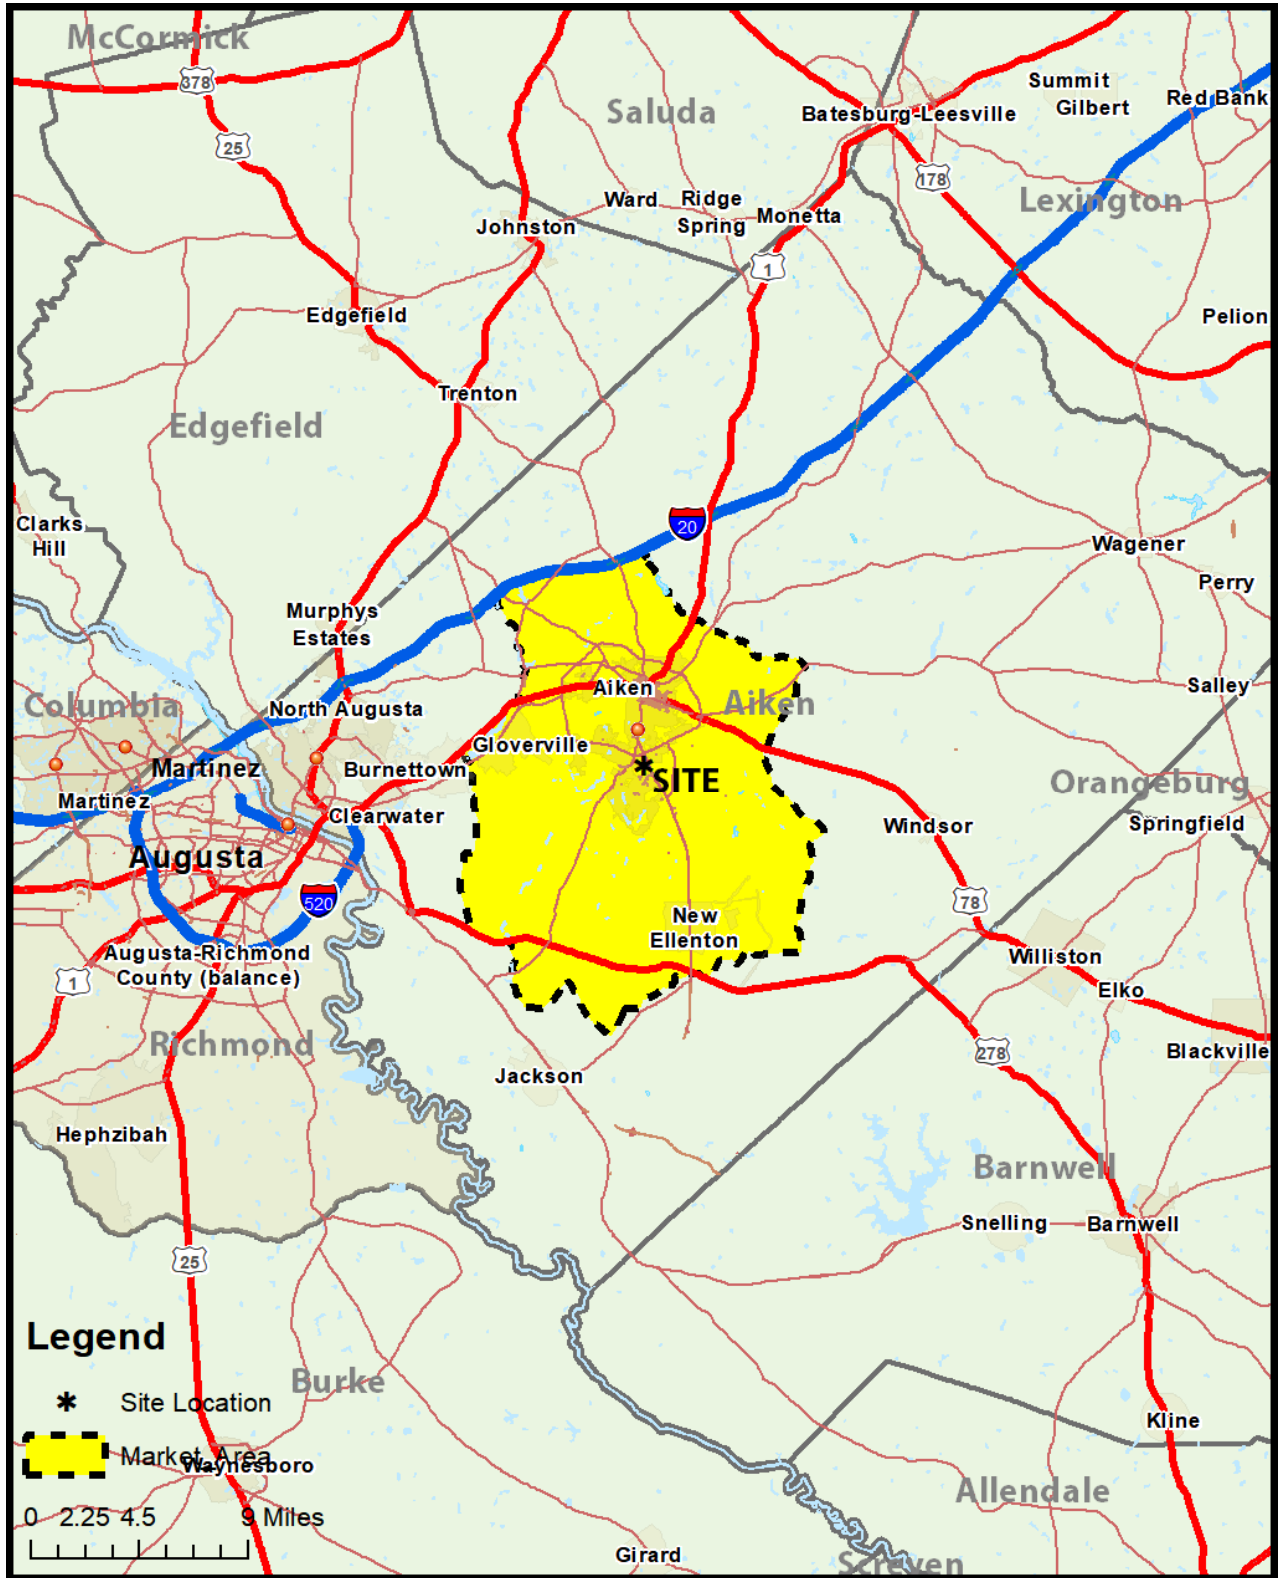 McCormick
378
Saluda
Summit
Gilbert
Red Bank
Batesburg-Leesville
25
178
Lexington
Ward
Ridge
Spring
Monetta
Johnston
1
Edgefield
Pelion
Trenton
Edgefield
20
Clarks
Hill
Wagener
Perry
Murphys
Estates
Salley
Aiken
Columbia
Aiken
North Augusta
Gloverville
Martinez
Burnettown
SITE
Orangeburg
Martinez
Clearwater
Windsor
Springfield
Augusta
520
78
New
Ellenton
Augusta-Richmond
County (balance)
Williston
1
Elko
Richmond
278
Blackville
Jackson
Hephzibah
Barnwell
Snelling
Barnwell
25
Legend
Burke
Site Location
Kline
Market Area
Waynesboro
Allendale
0 2.25 4.5 9 Miles
Girard
Screven